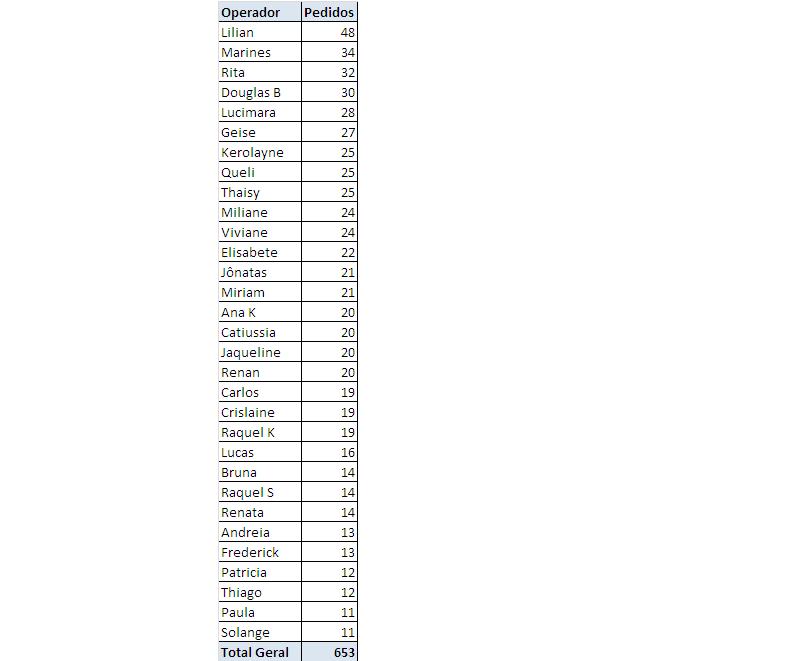 Operador Pedidos
Lilian 48
Marines 34
Rita 32
Douglas B 30
Lucimara 28
Geise 27
Kerolayne 25
Queli 25
Thaisy 25
Miliane 24
Viviane 24
Elisabete 22
Jônatas 21
Miriam 21
Ana K 20
Catiussia 20
Jaqueline 20
Renan 20
Carlos 19
Crislaine 19
Raquel K 19
Lucas 16
Bruna 14
Raquel S 14
Renata 14
Andreia 13
Frederick 13
Patricia 12
Thiago 12
Paula 11
Solange 11
Total Geral 653